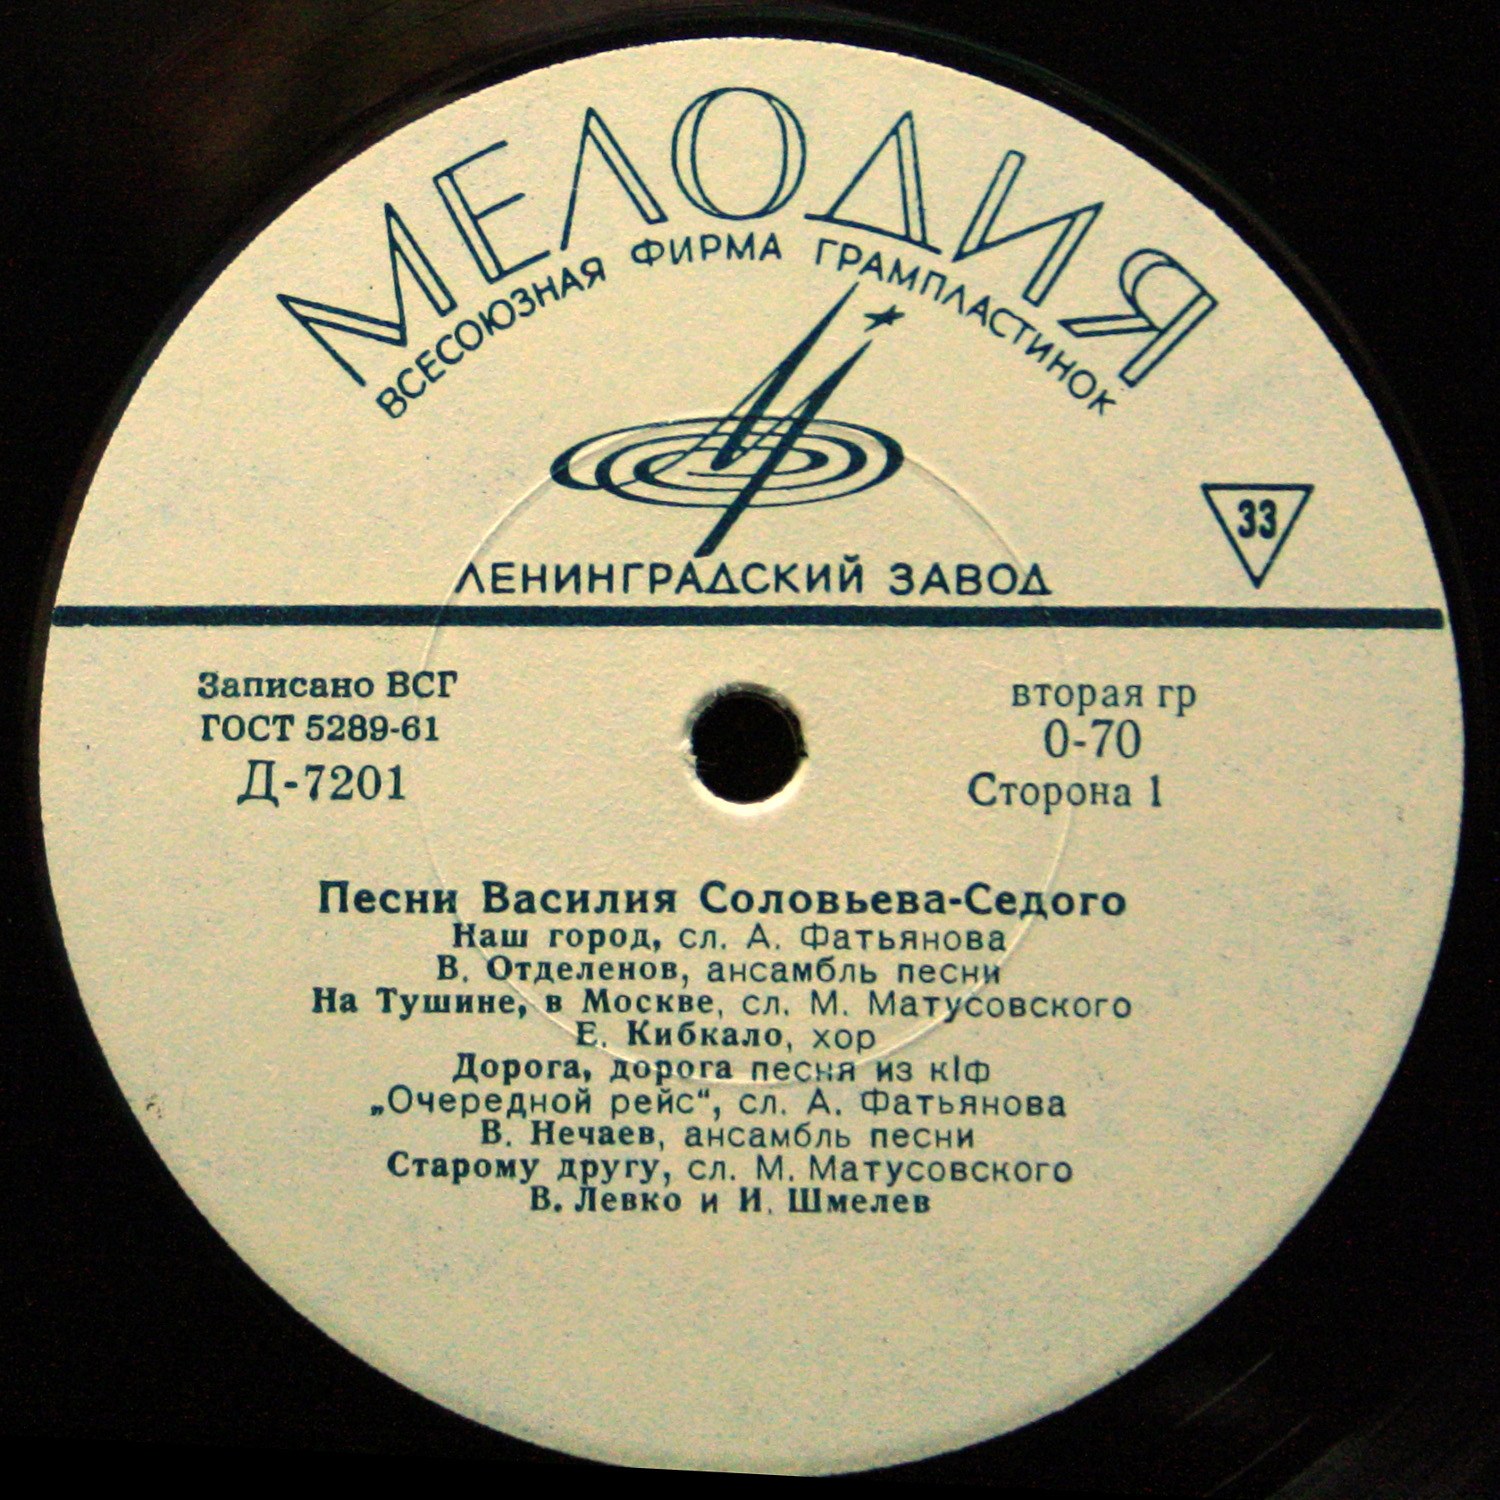 МЕЛОДИЯ
ВСЕСОЮЗНАЯ ФИРМА ГРАМПЛАСТИНОК
33
ЛЕНИНГРАДСКИЙ ЗАВОД
Записано ВСГ
ГОСТ 5289-61
Д-7201
вторая гр
0-70
Сторона 1
Песни Василия Соловьева-Седого
Наш город, сл. А. Фатьянова
В. Отделенов, ансамбль песни
На Тушине, в Москве, сл. М. Матусовского
Е. Кибкало, хор
Дорога, дорога песня из к/ф
„Очередной рейс“, сл. А. Фатьянова
В. Нечаев, ансамбль песни
Старому другу, сл. М. Матусовского
В. Левко и И. Шмелев